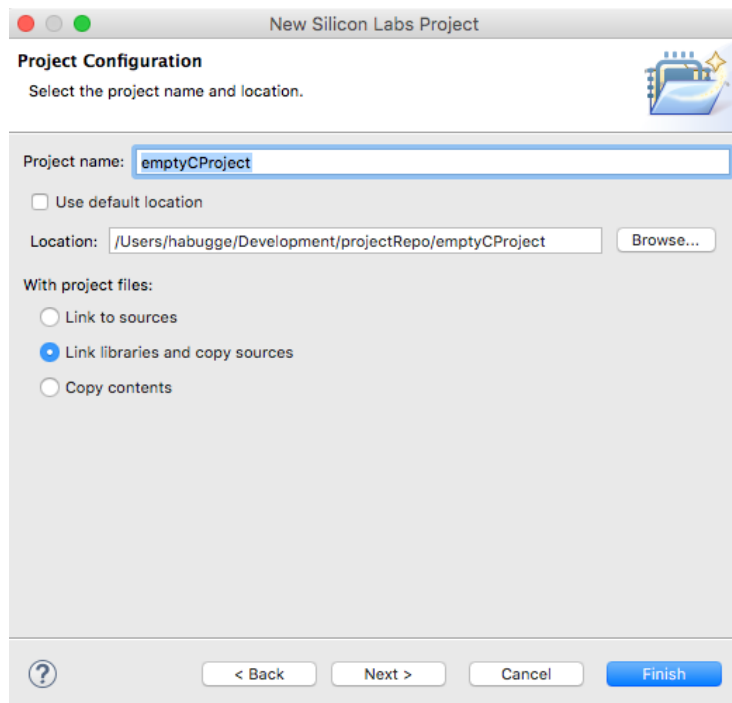 New Silicon Labs Project
Project Configuration
Select the project name and location.
Project name: emptyCProject
Use default location
Location: /Users/habugge/Development/projectRepo/emptyCProject Browse...
With project files:
Link to sources
Link libraries and copy sources
Copy contents
? < Back Next > Cancel Finish